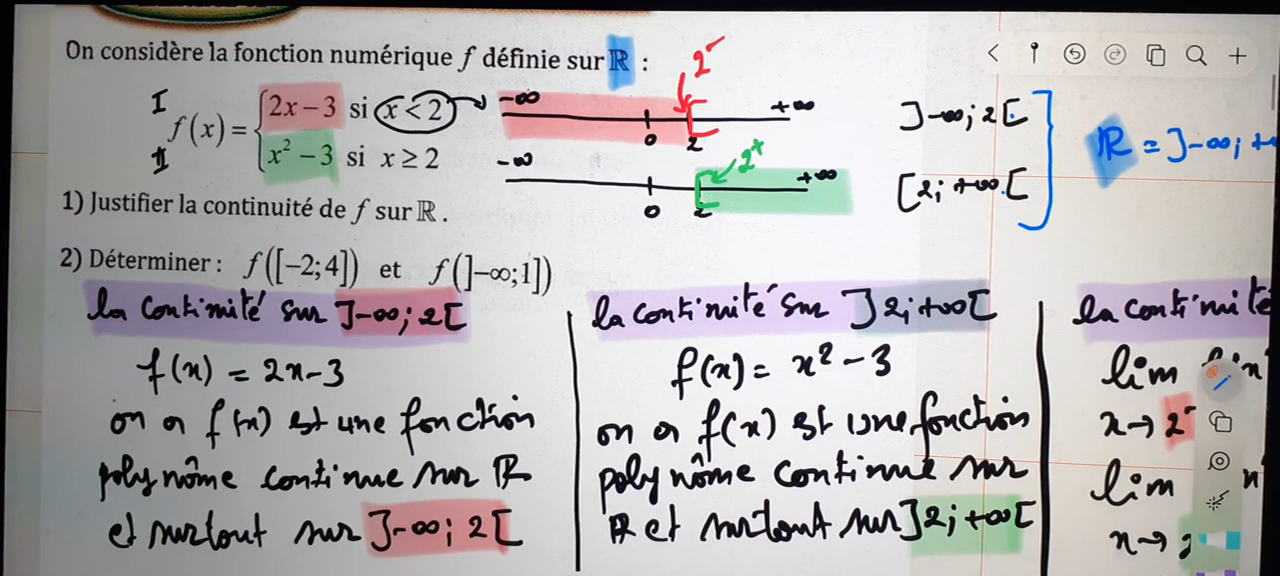 On considère la fonction numérique f définie sur ℝ :
I
f(x) = { 2x − 3 si x < 2
II
x² − 3 si x ≥ 2
-∞ 0 2 2⁻ +∞
-∞ 0 2 2⁺ +∞
]-∞; 2[
[2; +∞[
ℝ = ]-∞; +
1) Justifier la continuité de f sur ℝ.
2) Déterminer : f([−2;4]) et f(]−∞;1])
la continuité sur ]-∞; 2[
f(x) = 2x-3
on a f(x) est une fonction
polynôme continue sur ℝ
et surtout sur ]-∞; 2[
la continuité sur ]2; +∞[
f(x) = x² - 3
on a f(x) est une fonction
polynôme continue sur
ℝ et surtout sur ]2; +∞[
la continuité
lim
x→2⁻
lim
x→2